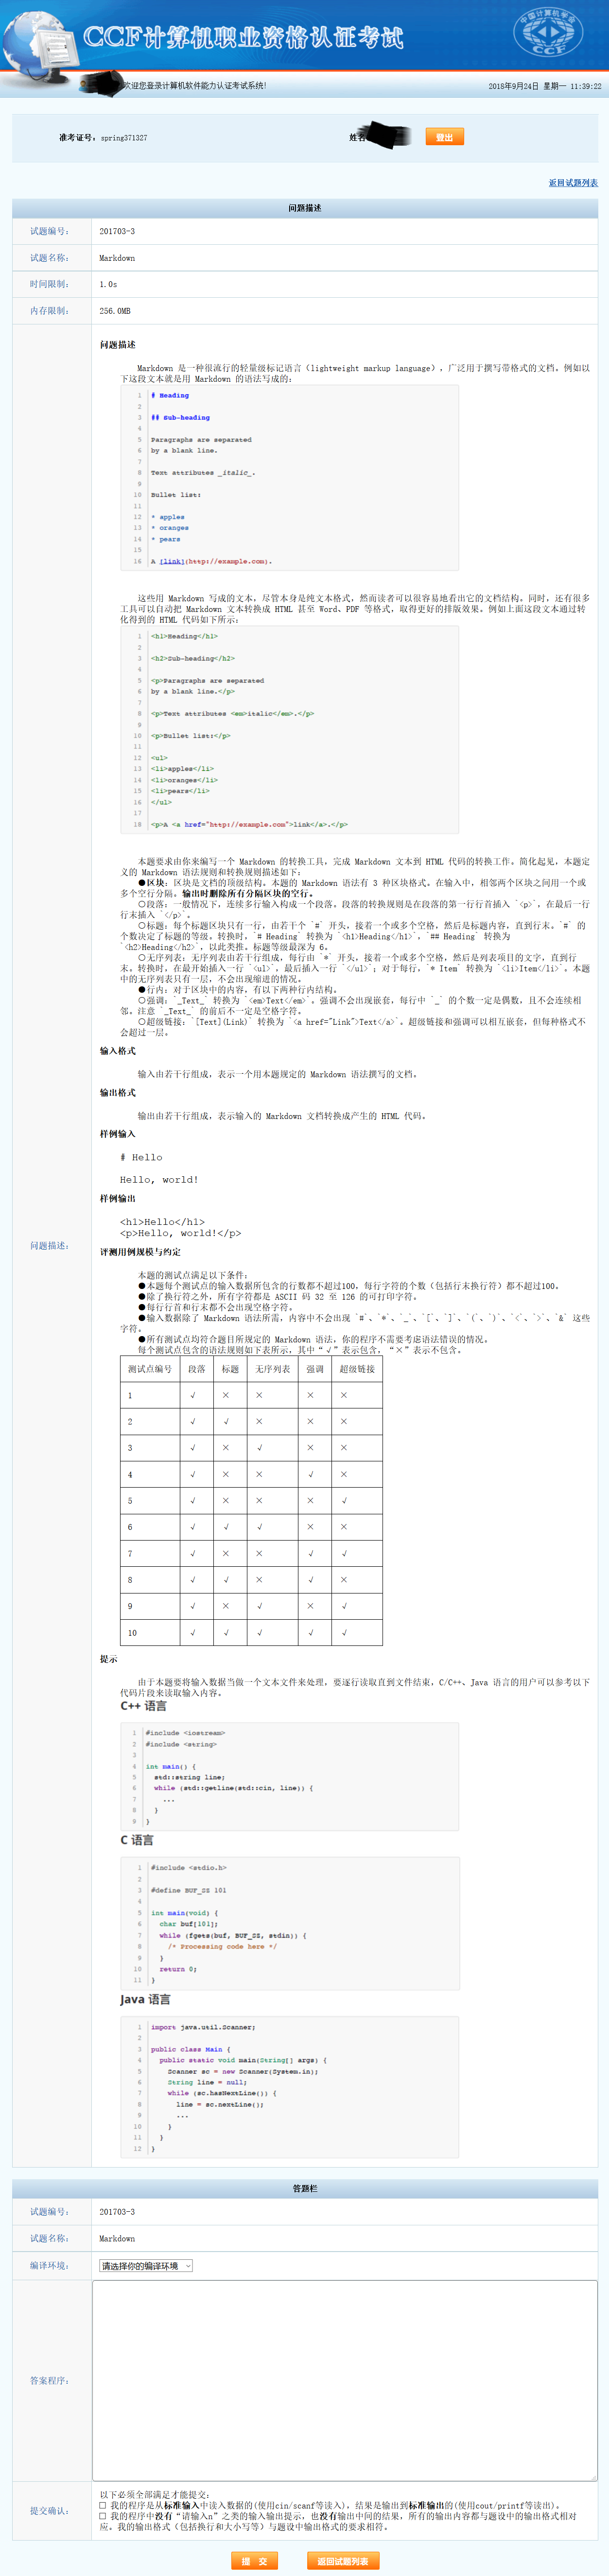 CCF计算机职业资格认证考试
中国计算机学会
CCF
欢迎您登录计算机软件能力认证考试系统!
2018年9月24日 星期一 11:39:22
准考证号：spring371327
姓名
登出
返回试题列表
问题描述
试题编号： 201703-3
试题名称： Markdown
时间限制： 1.0s
内存限制： 256.0MB
问题描述：
问题描述
Markdown 是一种很流行的轻量级标记语言（lightweight markup language），广泛用于撰写带格式的文档。例如以
下这段文本就是用 Markdown 的语法写成的：
1 # Heading
2
3 ## Sub-heading
4
5 Paragraphs are separated
6 by a blank line.
7
8 Text attributes _italic_.
9
10 Bullet list:
11
12 * apples
13 * oranges
14 * pears
15
16 A [link](http://example.com).
这些用 Markdown 写成的文本，尽管本身是纯文本格式，然而读者可以很容易地看出它的文档结构。同时，还有很多
工具可以自动把 Markdown 文本转换成 HTML 甚至 Word、PDF 等格式，取得更好的排版效果。例如上面这段文本通过转
化得到的 HTML 代码如下所示：
1 <h1>Heading</h1>
2
3 <h2>Sub-heading</h2>
4
5 <p>Paragraphs are separated
6 by a blank line.</p>
7
8 <p>Text attributes <em>italic</em>.</p>
9
10 <p>Bullet list:</p>
11
12 <ul>
13 <li>apples</li>
14 <li>oranges</li>
15 <li>pears</li>
16 </ul>
17
18 <p>A <a href="http://example.com">link</a>.</p>
本题要求由你来编写一个 Markdown 的转换工具，完成 Markdown 文本到 HTML 代码的转换工作。简化起见，本题定
义的 Markdown 语法规则和转换规则描述如下：
●区块：区块是文档的顶级结构。本题的 Markdown 语法有 3 种区块格式。在输入中，相邻两个区块之间用一个或
多个空行分隔。输出时删除所有分隔区块的空行。
○段落：一般情况下，连续多行输入构成一个段落。段落的转换规则是在段落的第一行行首插入 `<p>`，在最后一行
行末插入 `</p>`。
○标题：每个标题区块只有一行，由若干个 `#` 开头，接着一个或多个空格，然后是标题内容，直到行末。`#` 的
个数决定了标题的等级。转换时，`# Heading` 转换为 `<h1>Heading</h1>`，`## Heading` 转换为
`<h2>Heading</h2>`，以此类推。标题等级最深为 6。
○无序列表：无序列表由若干行组成，每行由 `*` 开头，接着一个或多个空格，然后是列表项目的文字，直到行
末。转换时，在最开始插入一行 `<ul>`，最后插入一行 `</ul>`；对于每行，`* Item` 转换为 `<li>Item</li>`。本题
中的无序列表只有一层，不会出现缩进的情况。
●行内：对于区块中的内容，有以下两种行内结构。
○强调：`_Text_` 转换为 `<em>Text</em>`。强调不会出现嵌套，每行中 `_` 的个数一定是偶数，且不会连续相
邻。注意 `_Text_` 的前后不一定是空格字符。
○超级链接：`[Text](Link)` 转换为 `<a href="Link">Text</a>`。超级链接和强调可以相互嵌套，但每种格式不
会超过一层。
输入格式
输入由若干行组成，表示一个用本题规定的 Markdown 语法撰写的文档。
输出格式
输出由若干行组成，表示输入的 Markdown 文档转换成产生的 HTML 代码。
样例输入
# Hello
Hello, world!
样例输出
<h1>Hello</h1>
<p>Hello, world!</p>
评测用例规模与约定
本题的测试点满足以下条件：
●本题每个测试点的输入数据所包含的行数都不超过100，每行字符的个数（包括行末换行符）都不超过100。
●除了换行符之外，所有字符都是 ASCII 码 32 至 126 的可打印字符。
●每行行首和行末都不会出现空格字符。
●输入数据除了 Markdown 语法所需，内容中不会出现 `#`、`*`、`_`、`[`、`]`、`(`、`)`、`<`、`>`、`&` 这些
字符。
●所有测试点均符合题目所规定的 Markdown 语法，你的程序不需要考虑语法错误的情况。
每个测试点包含的语法规则如下表所示，其中“√”表示包含，“×”表示不包含。
测试点编号 段落 标题 无序列表 强调 超级链接
1 √ × × × ×
2 √ √ × × ×
3 √ × √ × ×
4 √ × × √ ×
5 √ × × × √
6 √ √ √ × ×
7 √ × × √ √
8 √ √ × √ ×
9 √ × √ × √
10 √ √ √ √ √
提示
由于本题要将输入数据当做一个文本文件来处理，要逐行读取直到文件结束，C/C++、Java 语言的用户可以参考以下
代码片段来读取输入内容。
C++ 语言
1 #include <iostream>
2 #include <string>
3
4 int main() {
5 std::string line;
6 while (std::getline(std::cin, line)) {
7 ...
8 }
9 }
C 语言
1 #include <stdio.h>
2
3 #define BUF_SZ 101
4
5 int main(void) {
6 char buf[101];
7 while (fgets(buf, BUF_SZ, stdin)) {
8 /* Processing code here */
9 }
10 return 0;
11 }
Java 语言
1 import java.util.Scanner;
2
3 public class Main {
4 public static void main(String[] args) {
5 Scanner sc = new Scanner(System.in);
6 String line = null;
7 while (sc.hasNextLine()) {
8 line = sc.nextLine();
9 ...
10 }
11 }
12 }
答题栏
试题编号： 201703-3
试题名称： Markdown
编译环境： 请选择你的编译环境
答案程序：
提交确认：
以下必须全部满足才能提交：
□ 我的程序是从标准输入中读入数据的(使用cin/scanf等读入)，结果是输出到标准输出的(使用cout/printf等读出)。
□ 我的程序中没有“请输入n”之类的输入输出提示，也没有输出中间的结果，所有的输出内容都与题设中的输出格式相对
应。我的输出格式（包括换行和大小写等）与题设中输出格式的要求相符。
提 交
返回试题列表